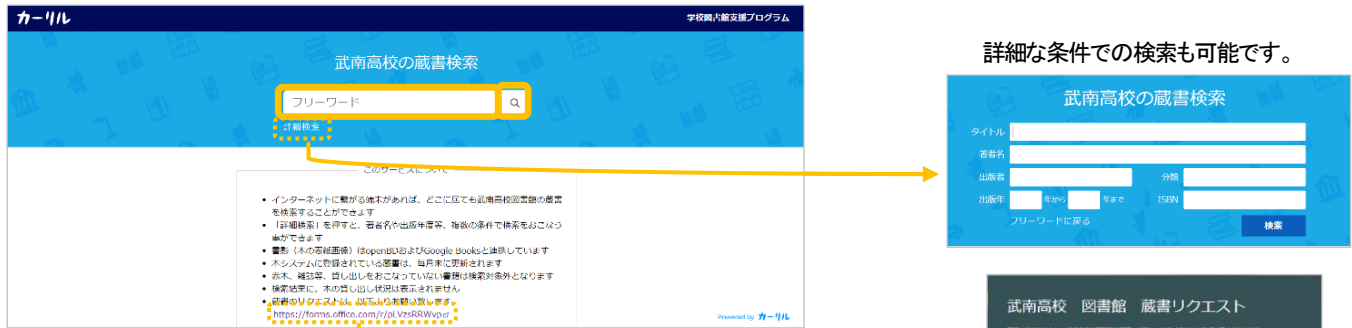 カーリル
学校図書館支援プログラム
武南高校の蔵書検索
フリーワード
詳細検索
このサービスについて
• インターネットに繋がる端末があれば、どこに居ても武南高校図書館の蔵書
を検索することができます
• 「詳細検索」を押すと、著者名や出版年度等、複数の条件で検索をおこなう
事ができます
• 書影（本の表紙画像）はopenBDおよびGoogle Booksと連携しています
• 本システムに登録されている蔵書は、毎月末に更新されます
• 赤本、雑誌等、貸し出しをおこなっていない書籍は検索対象外となります
• 検索結果に、本の貸し出し状況は表示されません
• 蔵書のリクエストは、以下よりお願い致します
https://forms.office.com/r/pLVzsRRWvp
Powered by カーリル
詳細な条件での検索も可能です。
武南高校の蔵書検索
タイトル
著者名
出版者
分類
出版年
年から
年まで
ISBN
フリーワードに戻る
検索
武南高校　図書館　蔵書リクエスト